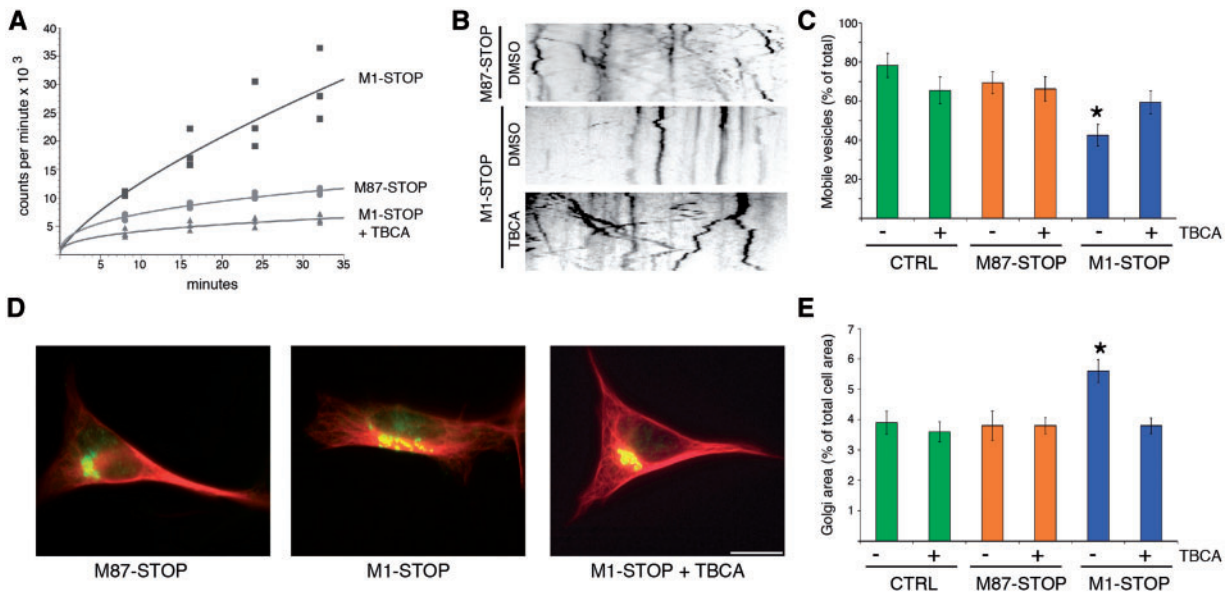 A
counts per minute x 10³
40
35
30
25
20
15
10
5
5 10 15 20 25 30 35
minutes
M1-STOP
M87-STOP
M1-STOP
+ TBCA
B
M87-STOP
DMSO
M1-STOP
DMSO
TBCA
C
Mobile vesicles (% of total)
100
80
60
40
20
- + - + - + TBCA
CTRL M87-STOP M1-STOP
*
D
M87-STOP M1-STOP M1-STOP + TBCA
E
Golgi area (% of total cell area)
7
6
5
4
3
2
1
*
- + - + - + TBCA
CTRL M87-STOP M1-STOP